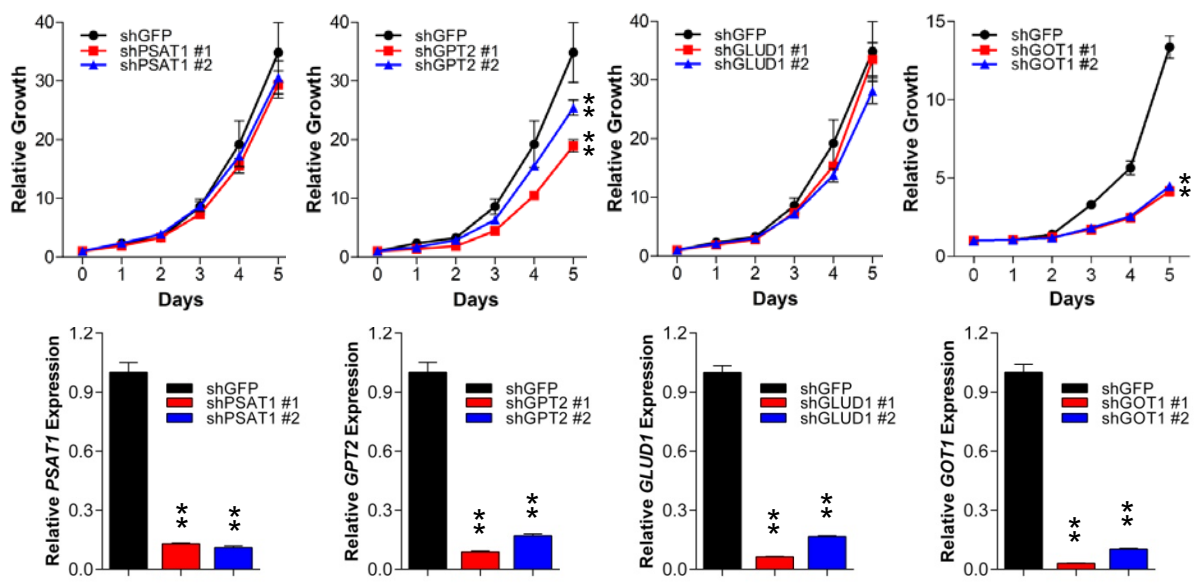 40
30
20
10
0
Relative Growth
shGFP
shPSAT1 #1
shPSAT1 #2
0 1 2 3 4 5
Days
40
30
20
10
0
Relative Growth
shGFP
shGPT2 #1
shGPT2 #2
**
**
0 1 2 3 4 5
Days
40
30
20
10
0
Relative Growth
shGFP
shGLUD1 #1
shGLUD1 #2
0 1 2 3 4 5
Days
15
10
5
0
Relative Growth
shGFP
shGOT1 #1
shGOT1 #2
**
0 1 2 3 4 5
Days
1.2
0.9
0.6
0.3
0.0
Relative PSAT1 Expression
shGFP
shPSAT1 #1
shPSAT1 #2
** **
1.2
0.9
0.6
0.3
0.0
Relative GPT2 Expression
shGFP
shGPT2 #1
shGPT2 #2
** **
1.2
0.9
0.6
0.3
0.0
Relative GLUD1 Expression
shGFP
shGLUD1 #1
shGLUD1 #2
** **
1.2
0.9
0.6
0.3
0.0
Relative GOT1 Expression
shGFP
shGOT1 #1
shGOT1 #2
** **